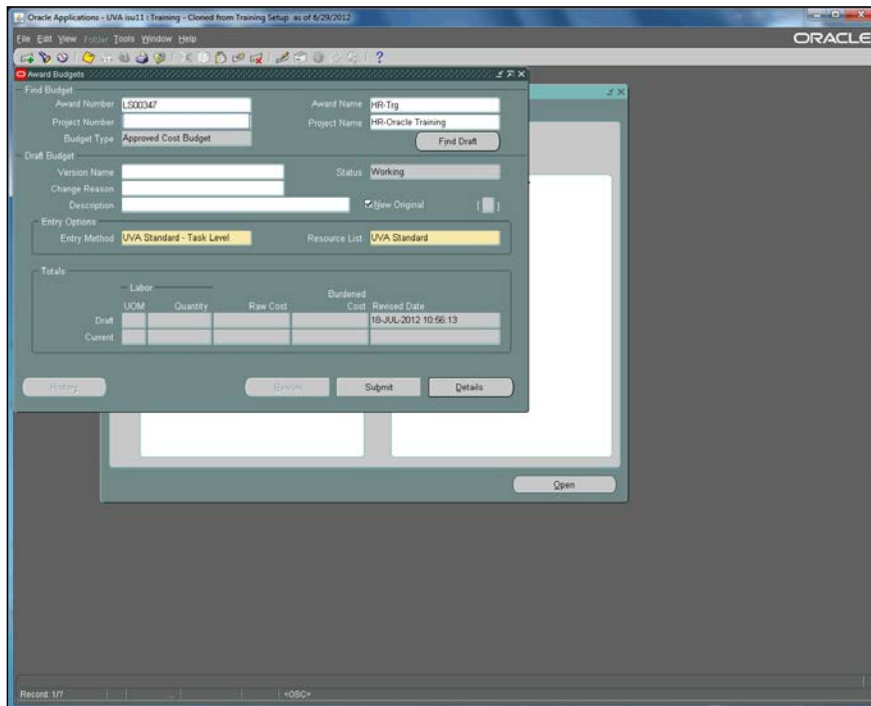 Oracle Applications - UVA isu11 : Training - Cloned from Training Setup as of 6/29/2012
File Edit View Folder Tools Window Help
ORACLE
Award Budgets
Find Budget
Award Number LS00347 Award Name HR-Trg
Project Number Project Name HR-Oracle Training
Budget Type Approved Cost Budget Find Draft
Draft Budget
Version Name Status Working
Change Reason
Description New Original [ ]
Entry Options
Entry Method UVA Standard - Task Level Resource List UVA Standard
Totals
Labor Burdened
UOM Quantity Raw Cost Cost Revised Date
Draft 18-JUL-2012 10:56:13
Current
History Rework Submit Details
Open
Record: 1/? ... <OSC>